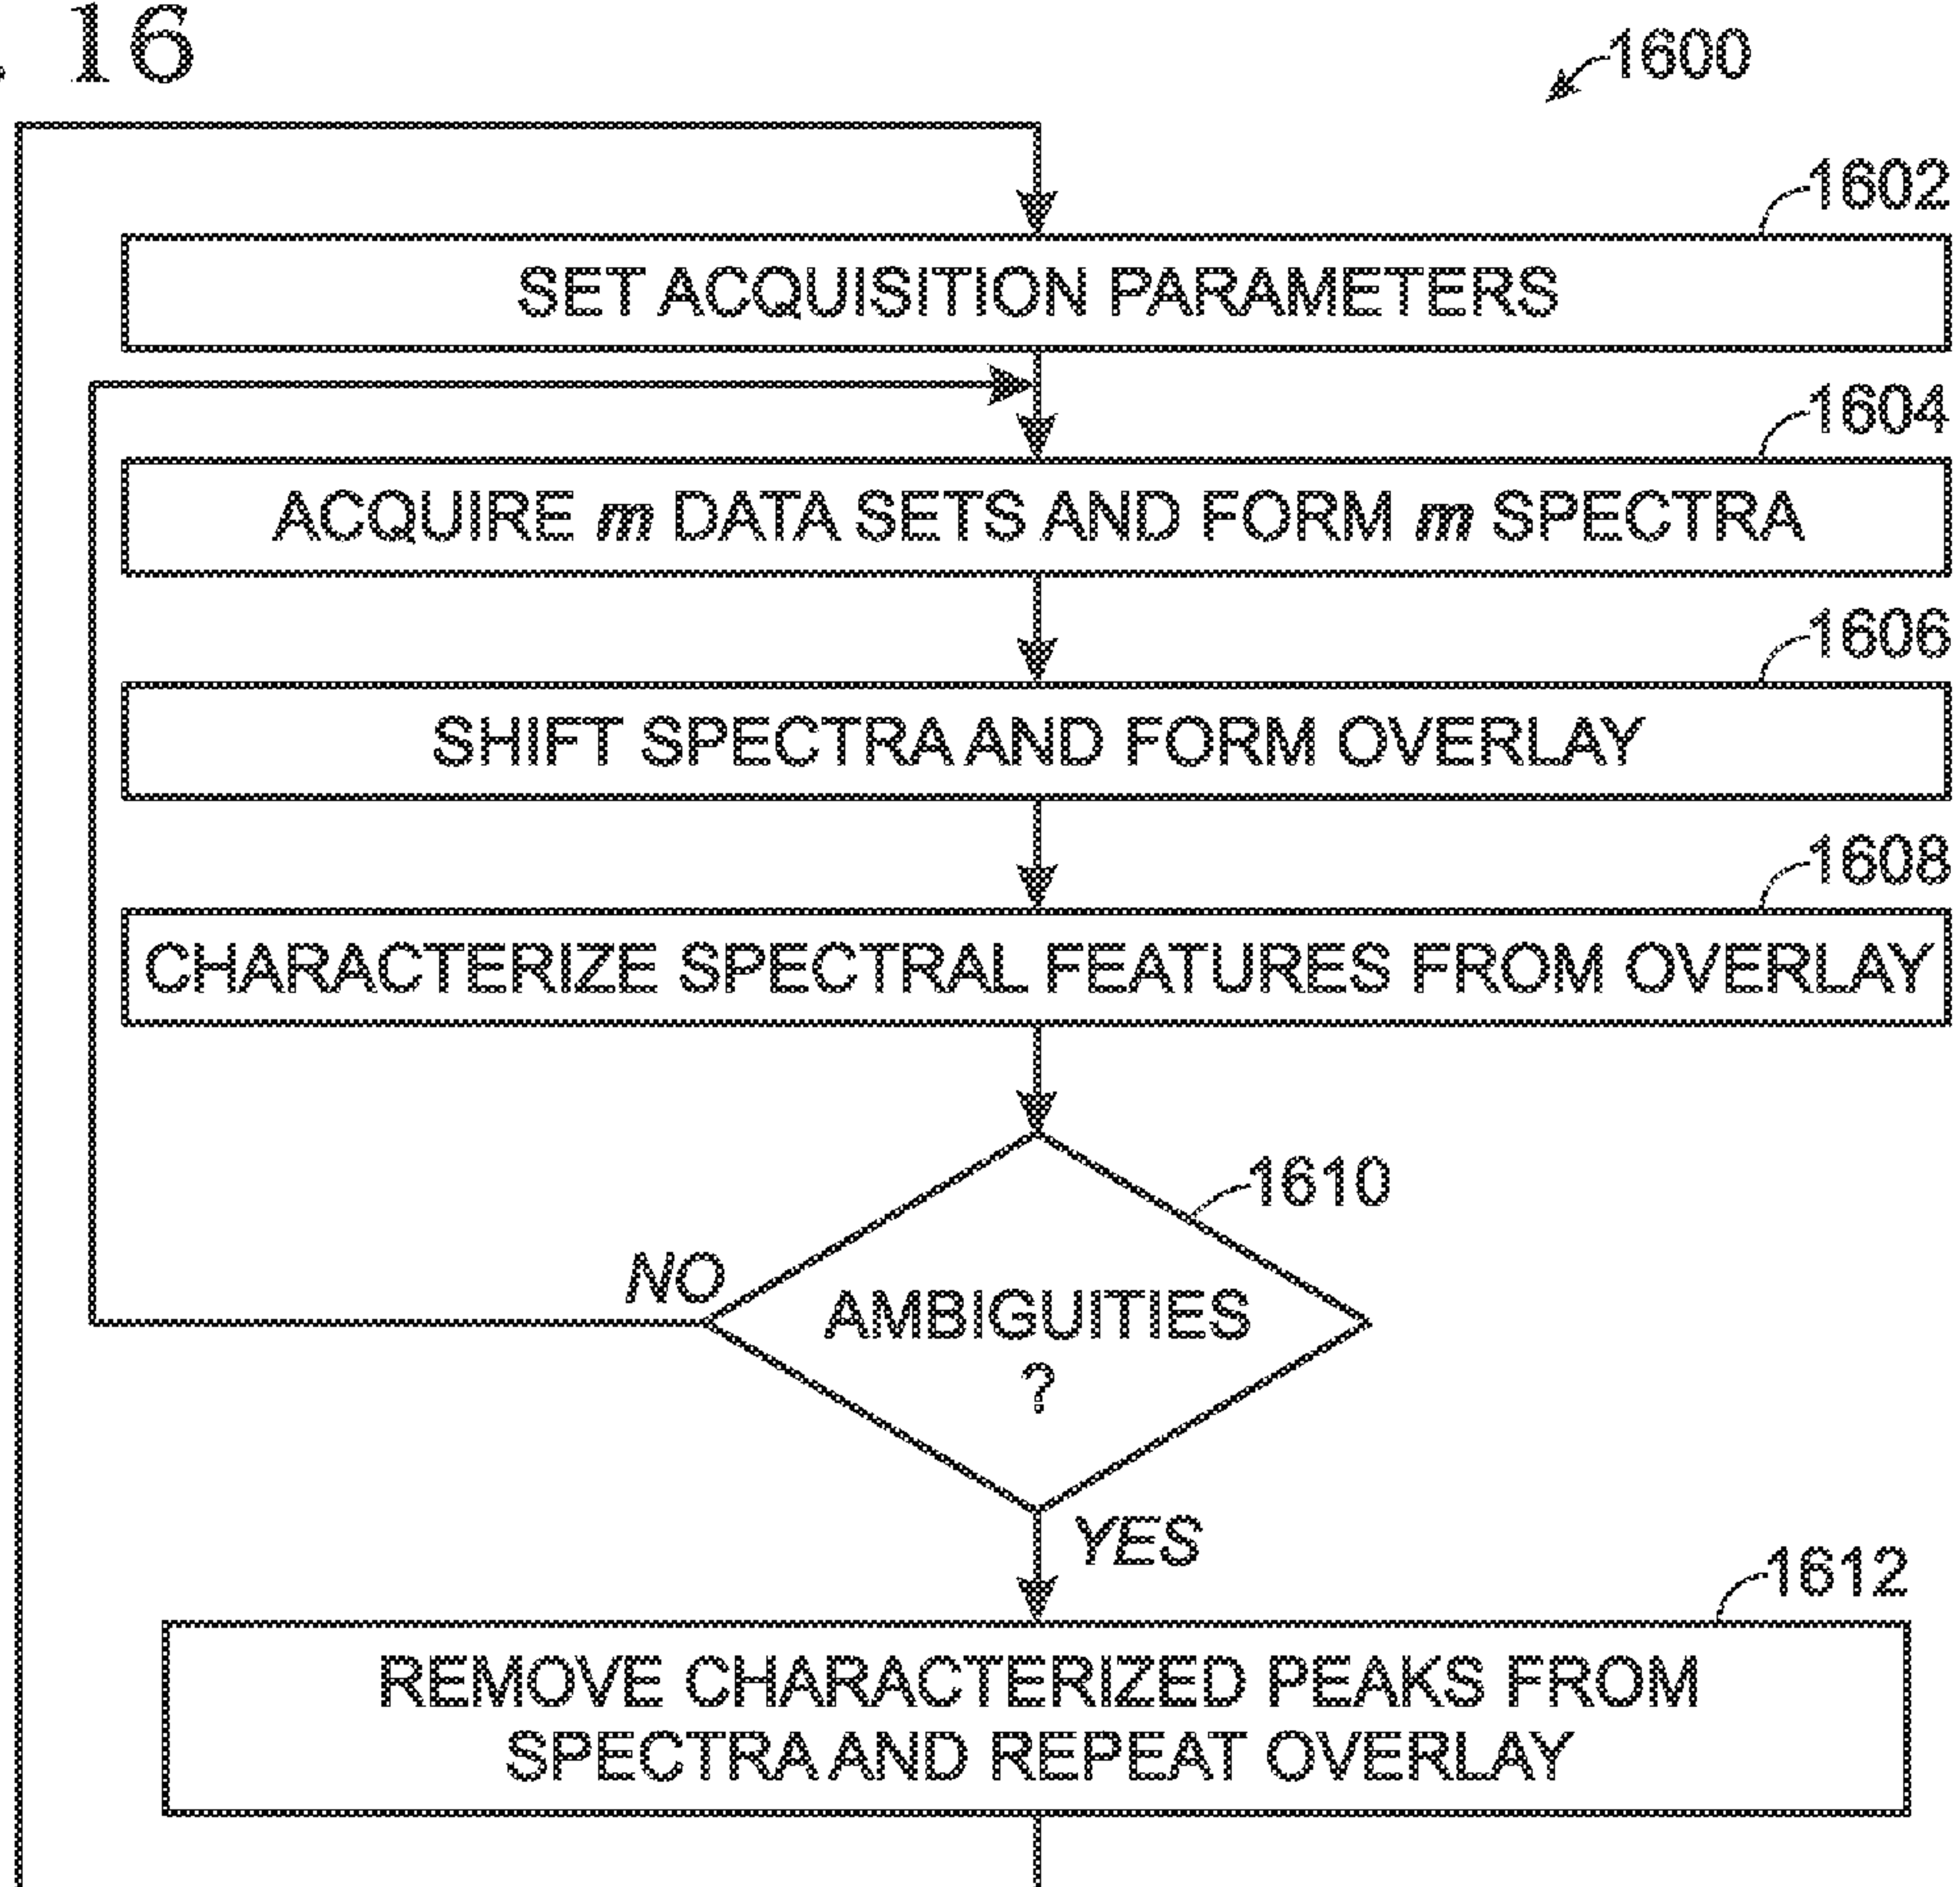 . 16
1600
1602
SET ACQUISITION PARAMETERS
1604
ACQUIRE m DATA SETS AND FORM m SPECTRA
1606
SHIFT SPECTRA AND FORM OVERLAY
1608
CHARACTERIZE SPECTRAL FEATURES FROM OVERLAY
1610
NO
AMBIGUITIES
?
YES
1612
REMOVE CHARACTERIZED PEAKS FROM
SPECTRA AND REPEAT OVERLAY